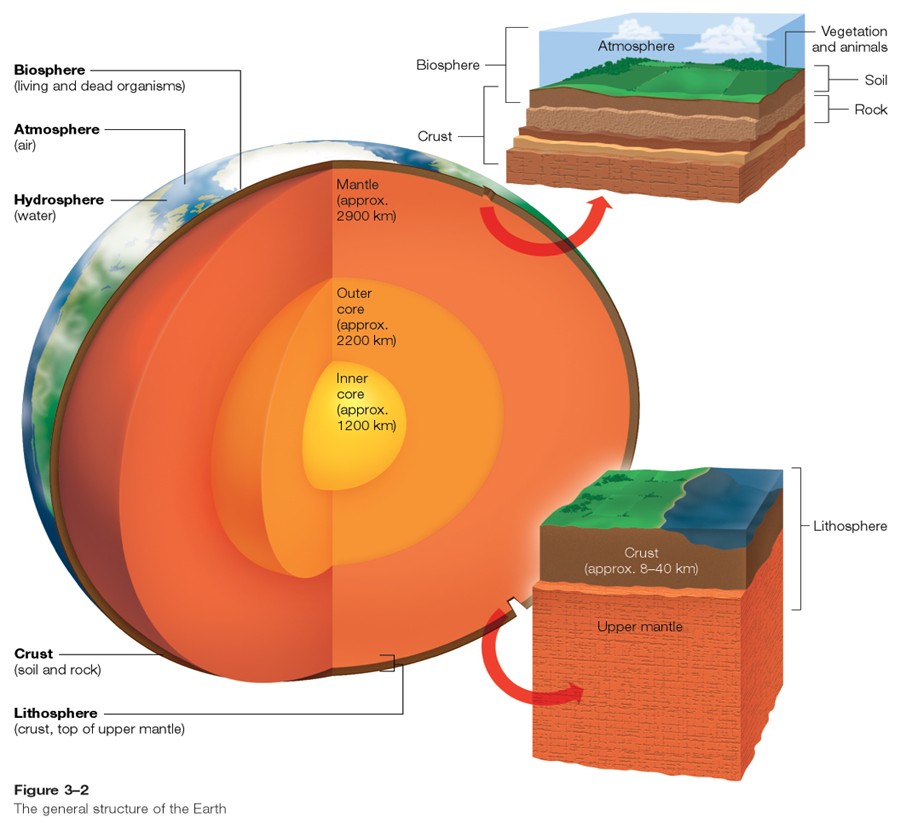 Biosphere
(living and dead organisms)
Atmosphere
(air)
Hydrosphere
(water)
Mantle
(approx.
2900 km)
Outer
core
(approx.
2200 km)
Inner
core
(approx.
1200 km)
Crust
(soil and rock)
Lithosphere
(crust, top of upper mantle)
Biosphere
Crust
Atmosphere
Vegetation
and animals
Soil
Rock
Lithosphere
Crust
(approx. 8–40 km)
Upper mantle
Figure 3–2
The general structure of the Earth